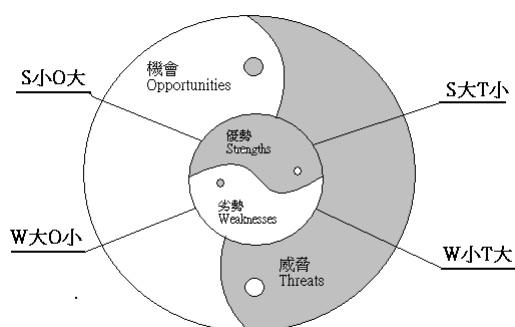 機會
Opportunities
S小O大
S大T小
優勢
Strengths
劣勢
Weaknesses
W大O小
W小T大
威脅
Threats